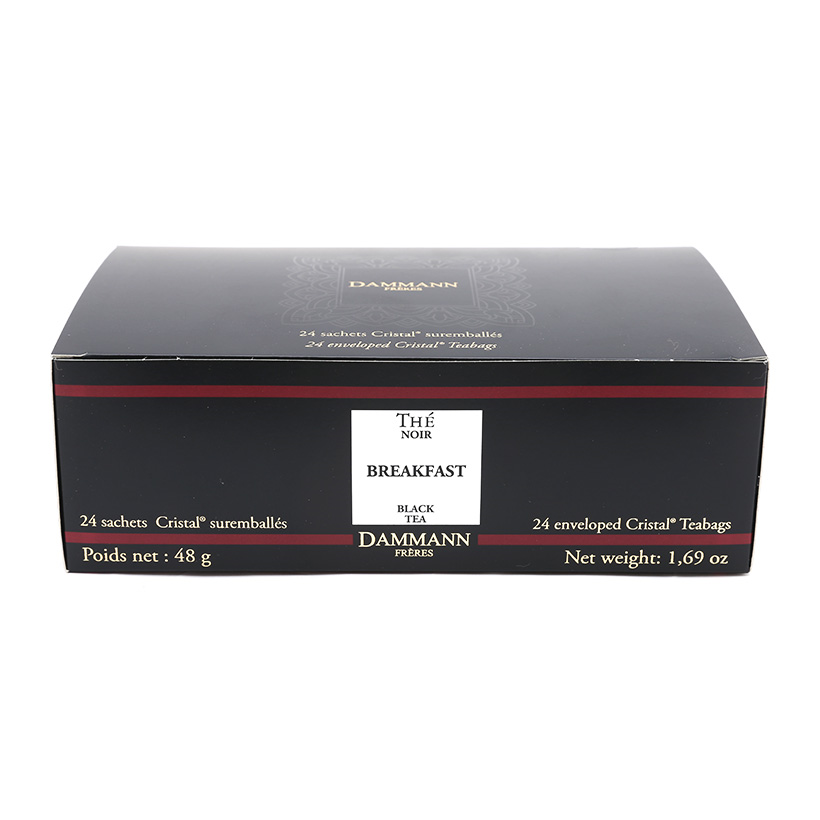 DAMMANN
FRÈRES
24 sachets Cristal® suremballés
24 enveloped Cristal® Teabags
THÉ
NOIR
BREAKFAST
BLACK
TEA
24 sachets Cristal® suremballés
24 enveloped Cristal® Teabags
DAMMANN
FRÈRES
Poids net : 48 g
Net weight: 1,69 oz